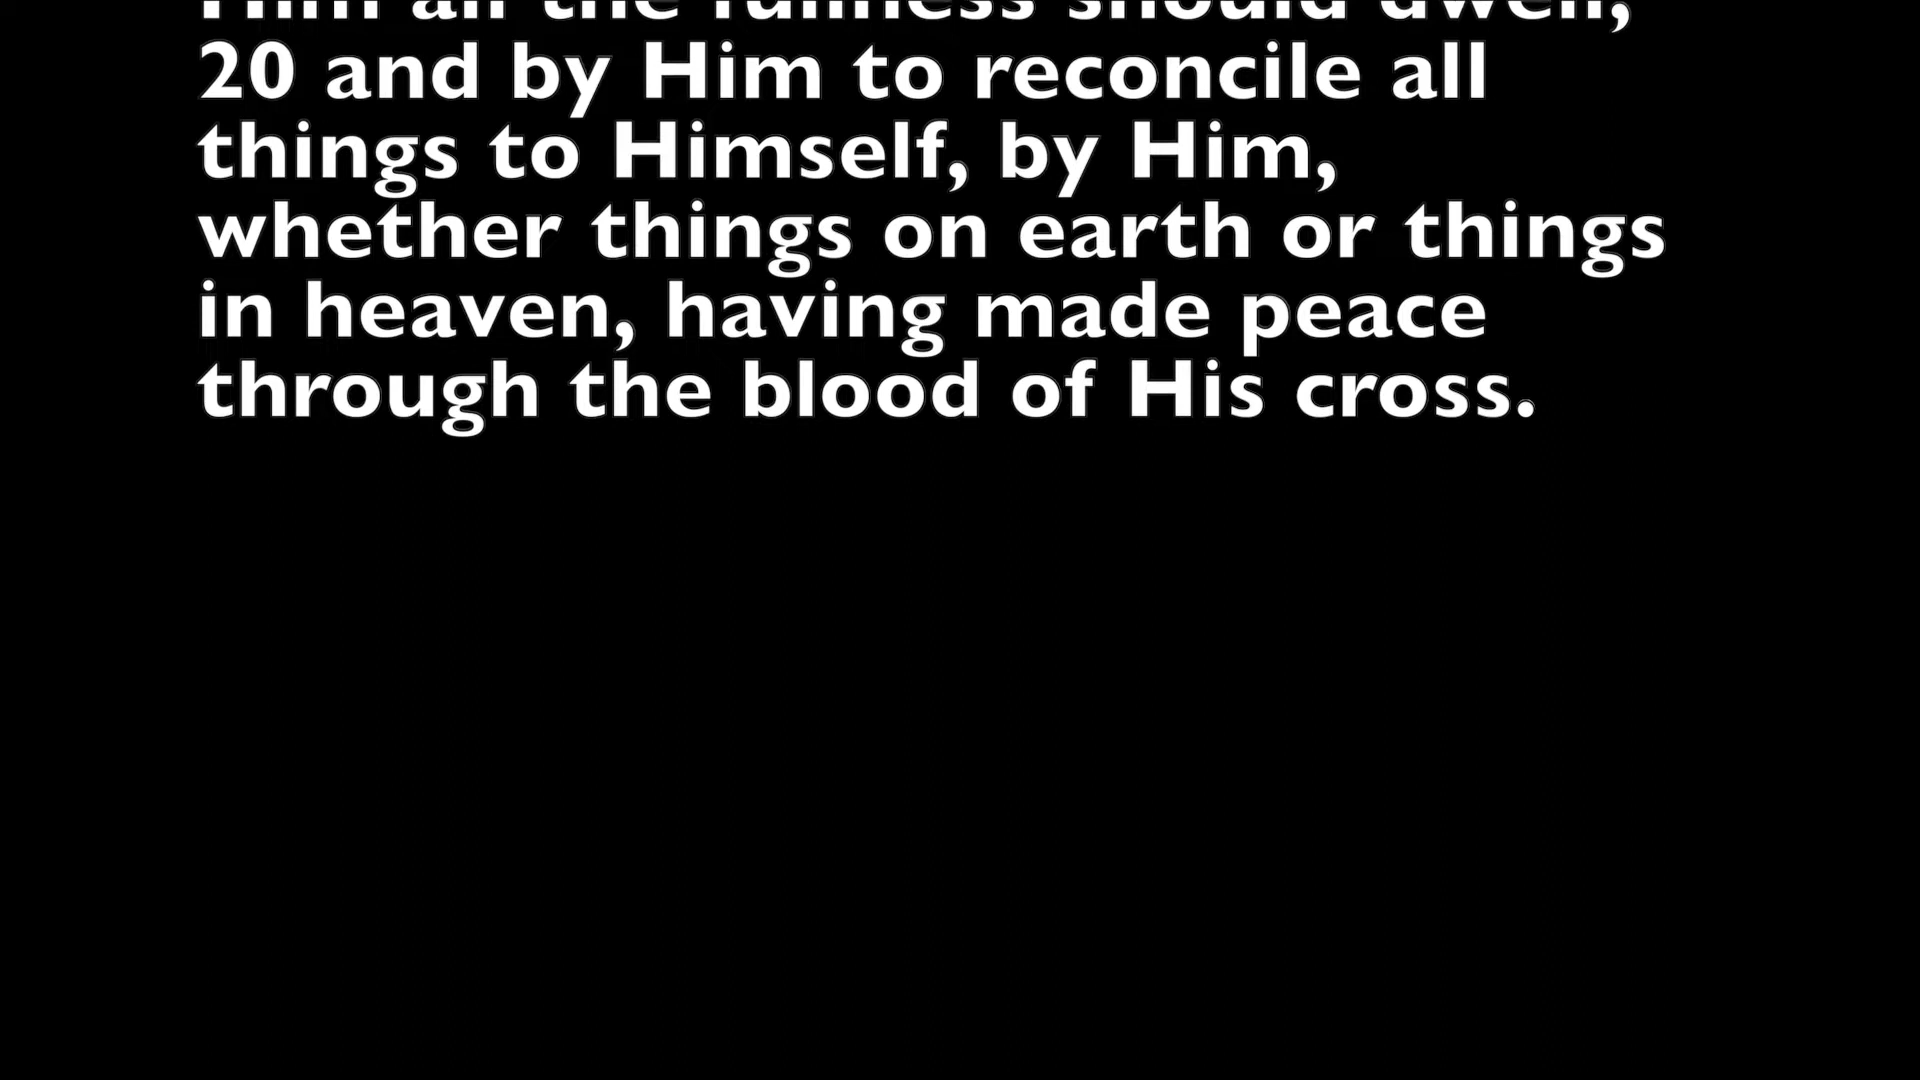 Him all the fullness should dwell,
20 and by Him to reconcile all
things to Himself, by Him,
whether things on earth or things
in heaven, having made peace
through the blood of His cross.